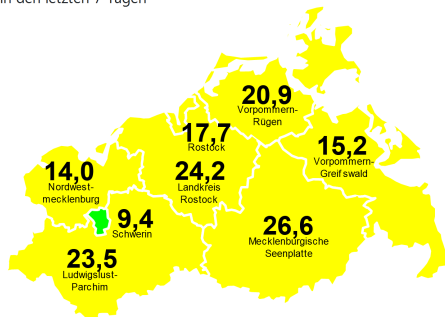 in den letzten 7 Tagen
20,9
Vorpommern-
Rügen
17,7
Rostock
15,2
Vorpommern-
Greifswald
14,0
Nordwest-
mecklenburg
24,2
Landkreis
Rostock
9,4
Schwerin
26,6
Mecklenburgische
Seenplatte
23,5
Ludwigslust-
Parchim